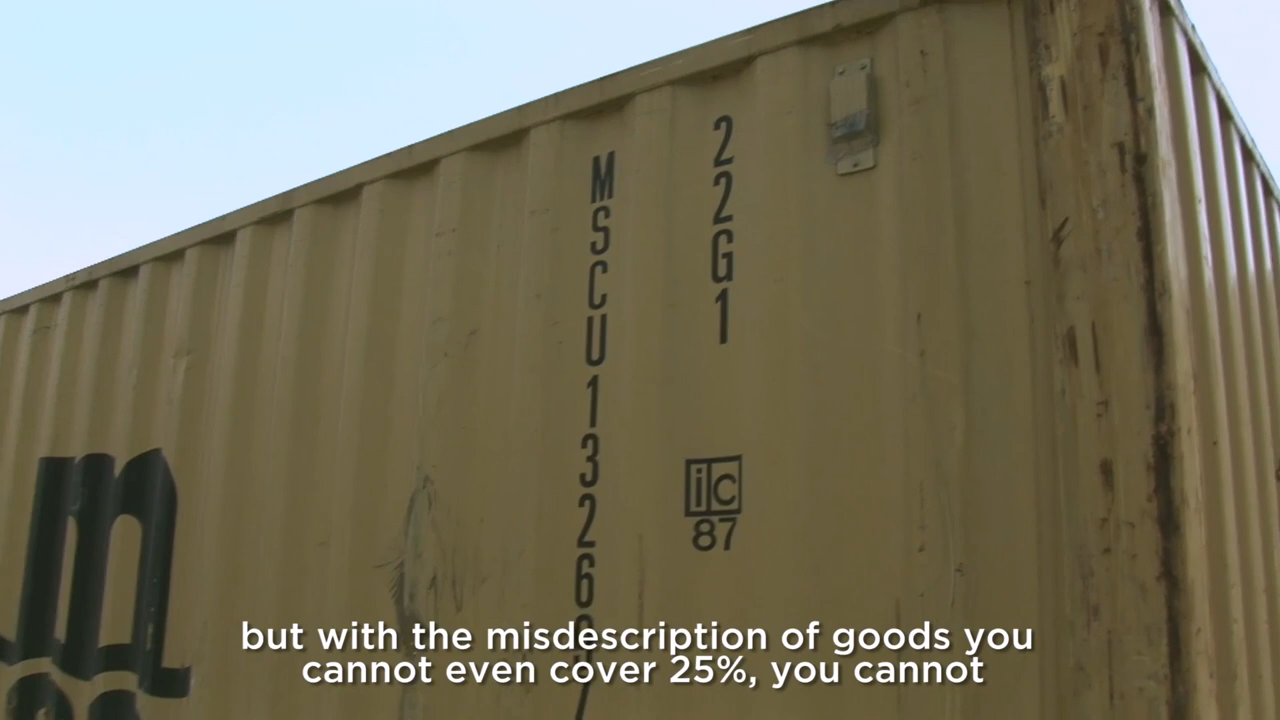 22G1
MSCU1326
ic
87
m
but with the misdescription of goods you
cannot even cover 25%, you cannot